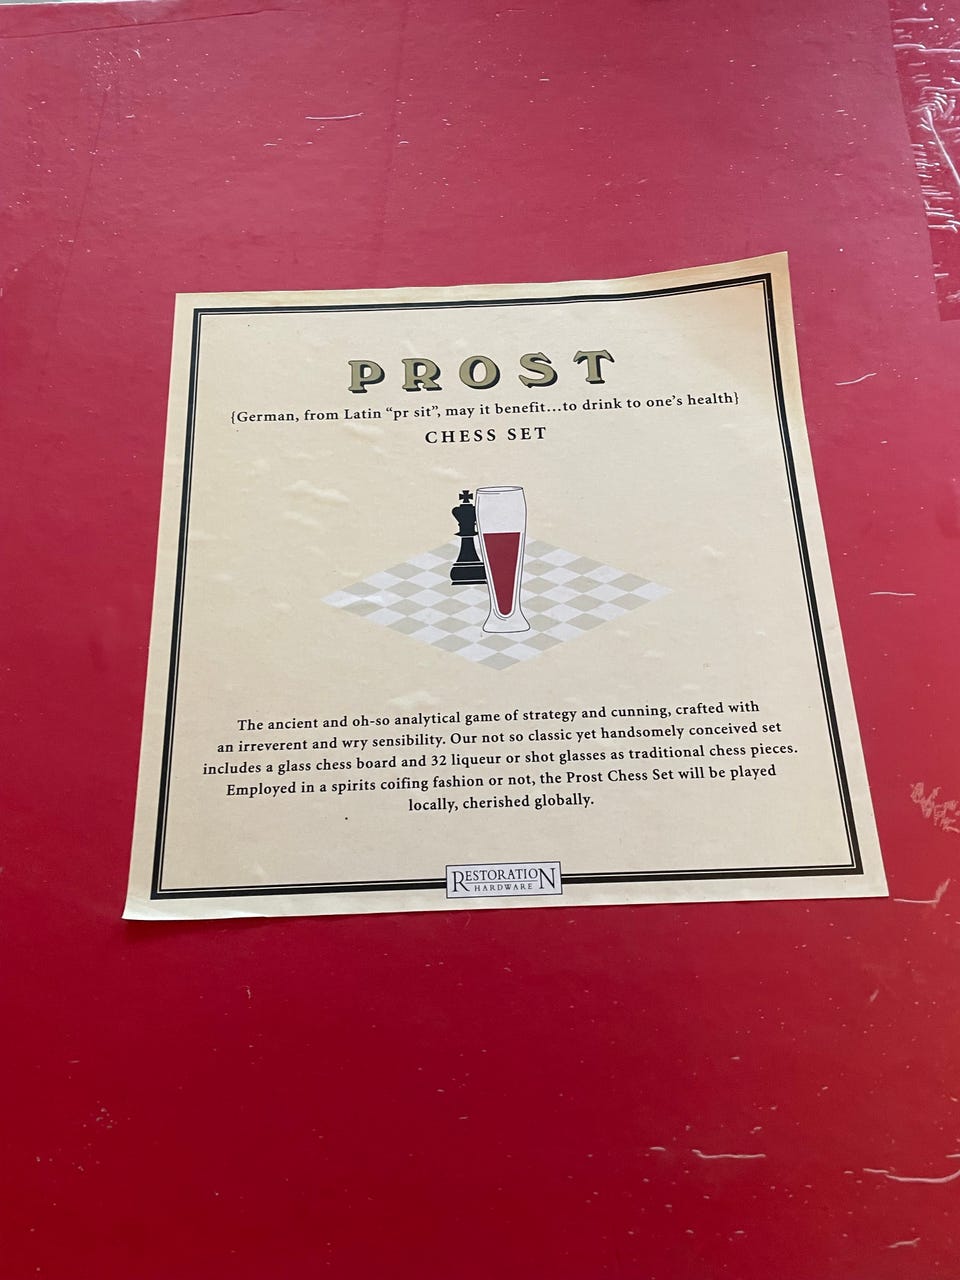 PROST
{German, from Latin “pr sit”, may it benefit...to drink to one’s health}
CHESS SET
The ancient and oh-so analytical game of strategy and cunning, crafted with
an irreverent and wry sensibility. Our not so classic yet handsomely conceived set
includes a glass chess board and 32 liqueur or shot glasses as traditional chess pieces.
Employed in a spirits coifing fashion or not, the Prost Chess Set will be played
locally, cherished globally.
RESTORATION
HARDWARE